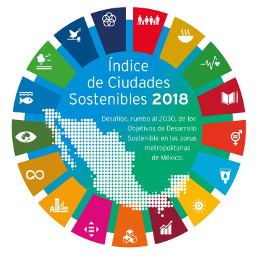 Índice
de Ciudades
Sostenibles 2018
Desafíos, rumbo al 2030, de los
Objetivos de Desarrollo
Sostenible en las zonas
metropolitanas
de México.